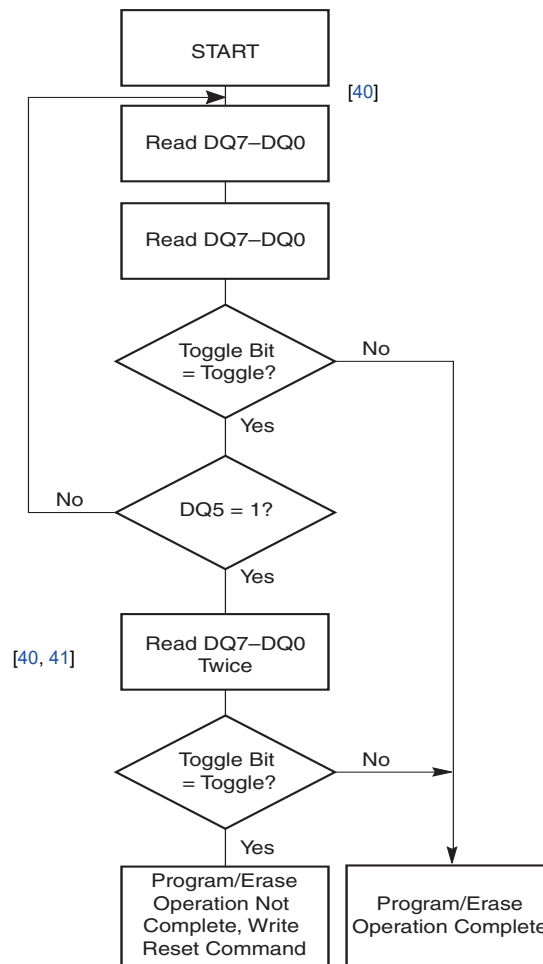 START
[40]
Read DQ7–DQ0
Read DQ7–DQ0
Toggle Bit
= Toggle?
No
Yes
No
DQ5 = 1?
Yes
[40, 41]
Read DQ7–DQ0
Twice
Toggle Bit
= Toggle?
No
Yes
Program/Erase
Operation Not
Complete, Write
Reset Command
Program/Erase
Operation Complete